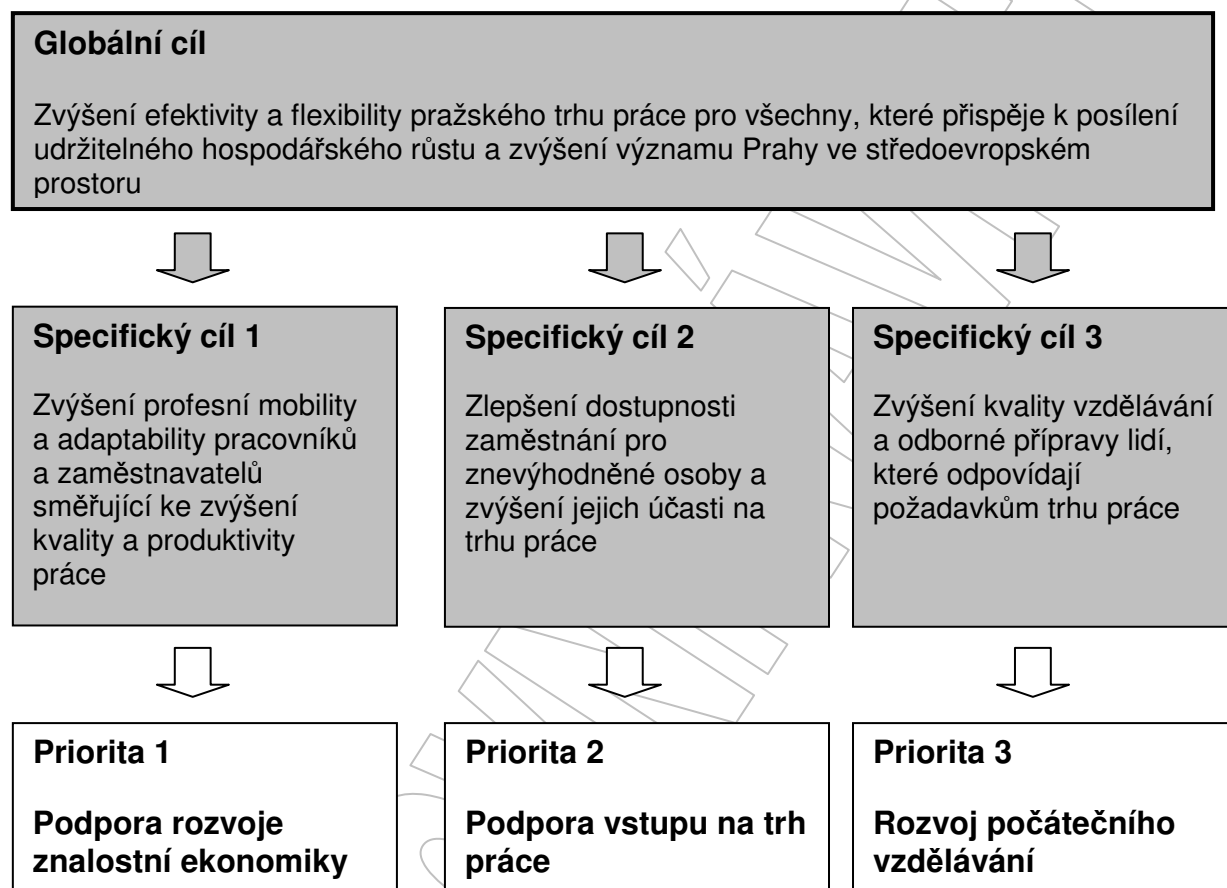 Globální cíl
Zvýšení efektivity a flexibility pražského trhu práce pro všechny, které přispěje k posílení
udržitelného hospodářského růstu a zvýšení významu Prahy ve středoevropském
prostoru
Specifický cíl 1
Zvýšení profesní mobility
a adaptability pracovníků
a zaměstnavatelů
směřující ke zvýšení
kvality a produktivity
práce
Specifický cíl 2
Zlepšení dostupnosti
zaměstnání pro
znevýhodněné osoby a
zvýšení jejich účasti na
trhu práce
Specifický cíl 3
Zvýšení kvality vzdělávání
a odborné přípravy lidí,
které odpovídají
požadavkům trhu práce
Priorita 1
Podpora rozvoje
znalostní ekonomiky
Priorita 2
Podpora vstupu na trh
práce
Priorita 3
Rozvoj počátečního
vzdělávání